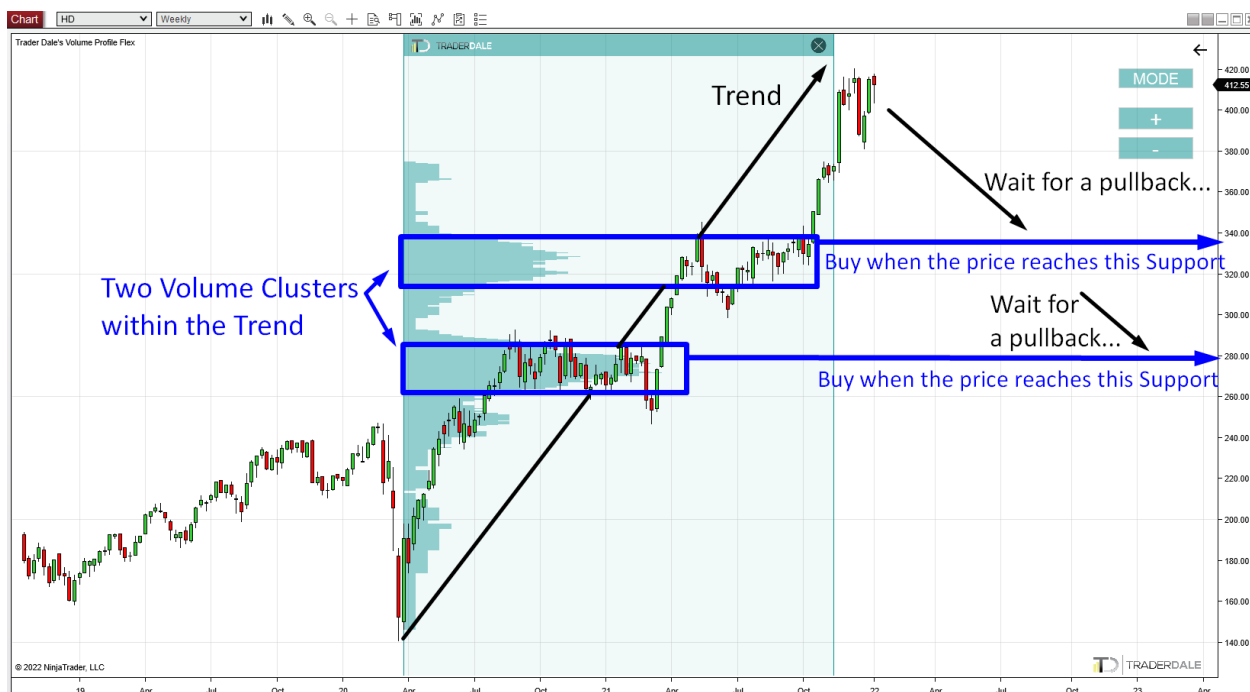 Chart HD Weekly
Trader Dale's Volume Profile Flex
TRADERDALE
Trend
MODE
+
-
420.00
412.55
400.00
380.00
360.00
340.00
320.00
300.00
280.00
260.00
240.00
220.00
200.00
180.00
160.00
140.00
Wait for a pullback...
Buy when the price reaches this Support
Two Volume Clusters
within the Trend
Wait for
a pullback...
Buy when the price reaches this Support
© 2022 NinjaTrader, LLC
TRADERDALE
19 Apr Jul Oct 20 Apr Jul Oct 21 Apr Jul Oct 22 Apr Jul Oct 23 Apr